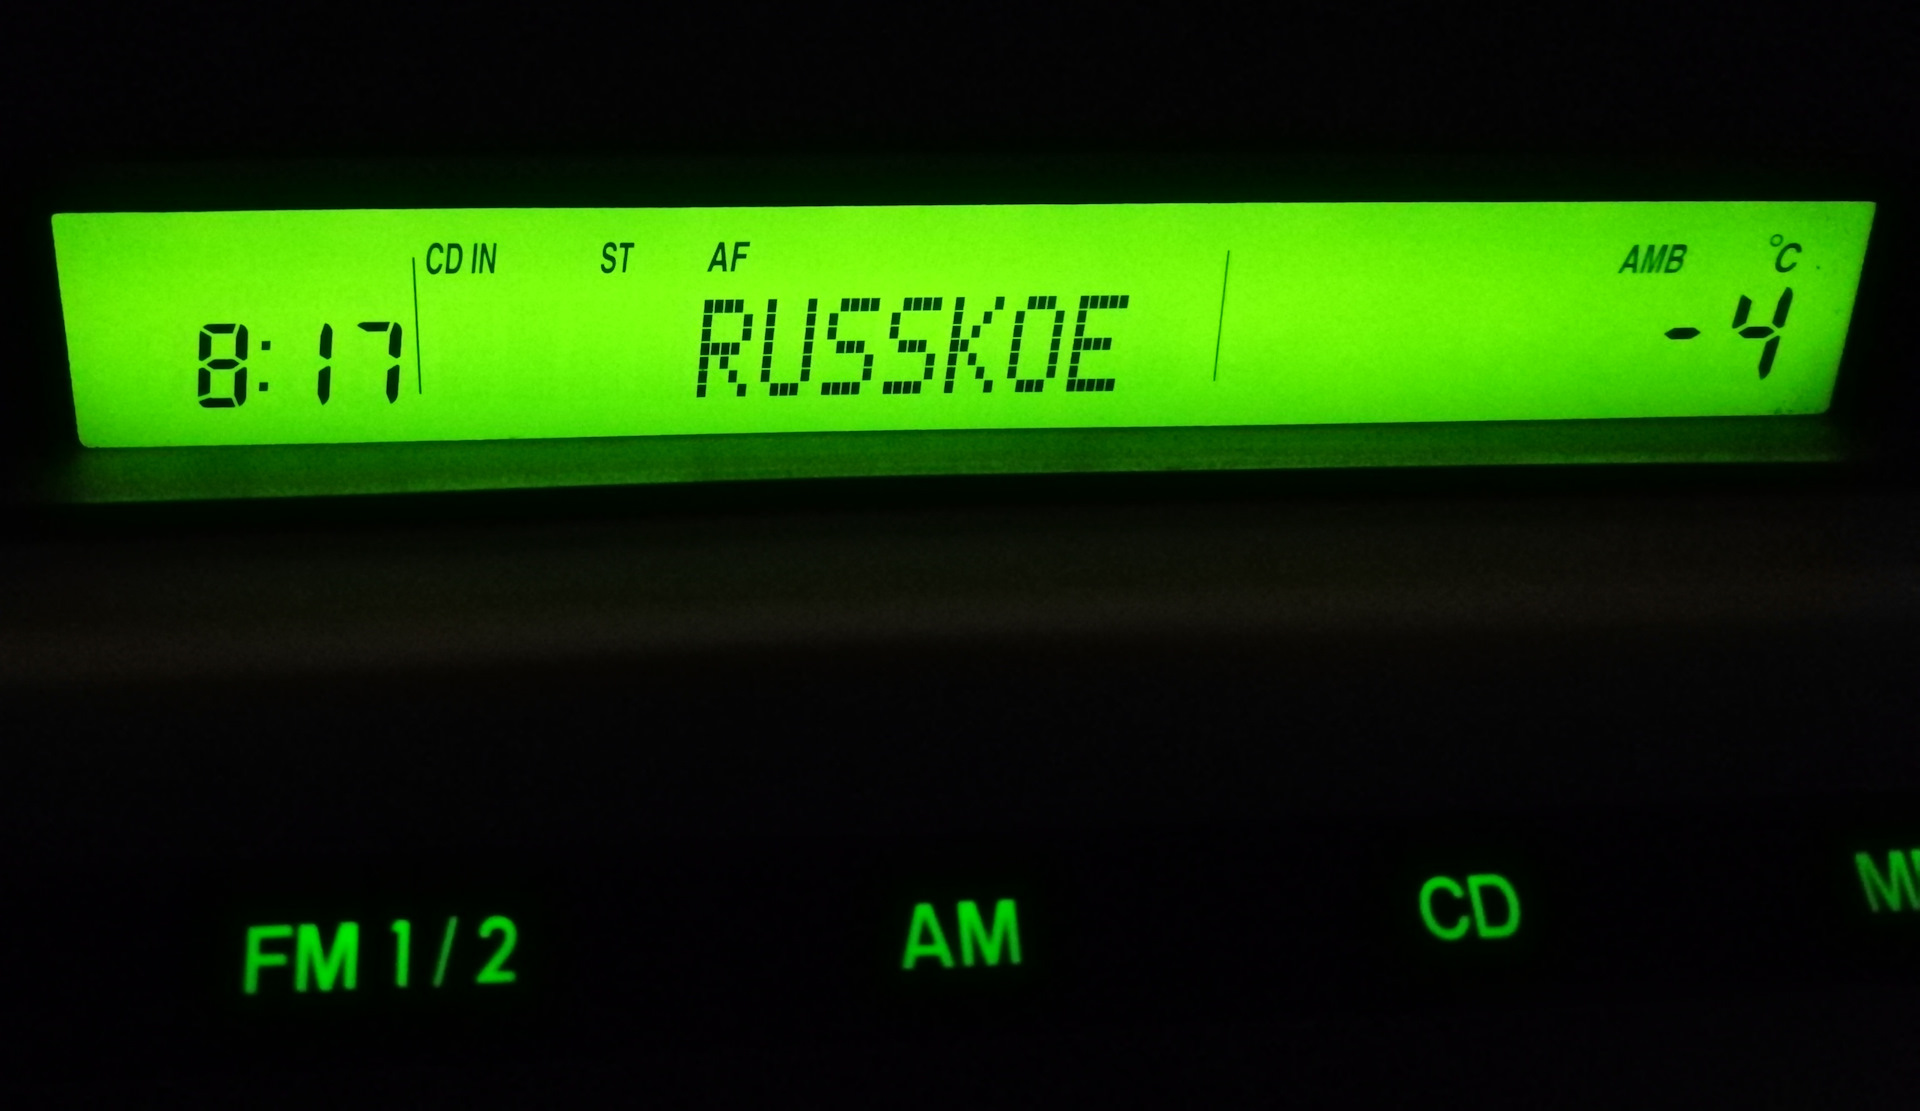 CD IN ST AF AMB °C
8:17 RUSSKOE -4
FM 1/2 AM CD